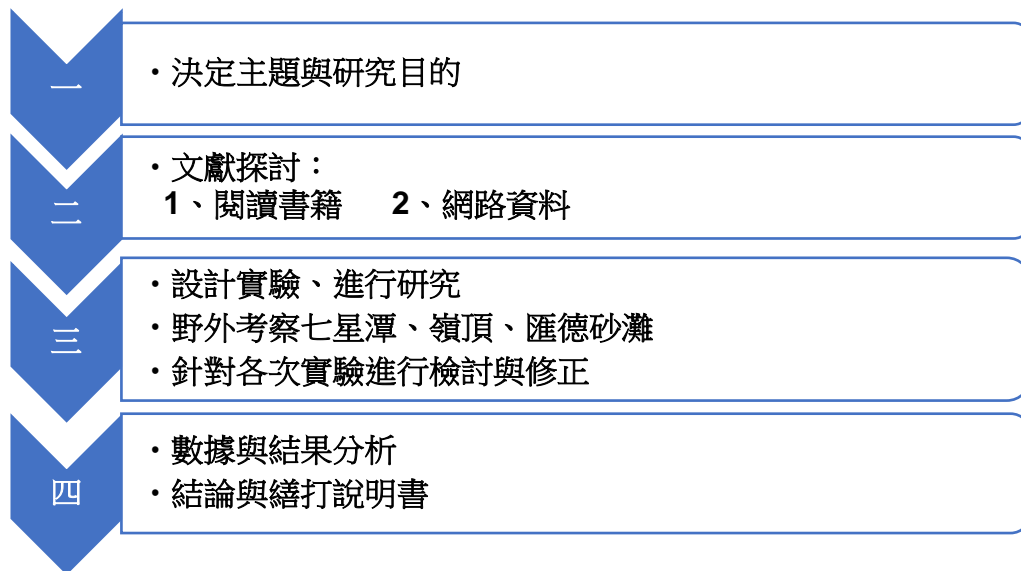 一
・決定主題與研究目的
二
・文獻探討：
1、閱讀書籍 2、網路資料
三
・設計實驗、進行研究
・野外考察七星潭、嶺頂、匯德砂灘
・針對各次實驗進行檢討與修正
四
・數據與結果分析
・結論與繕打說明書